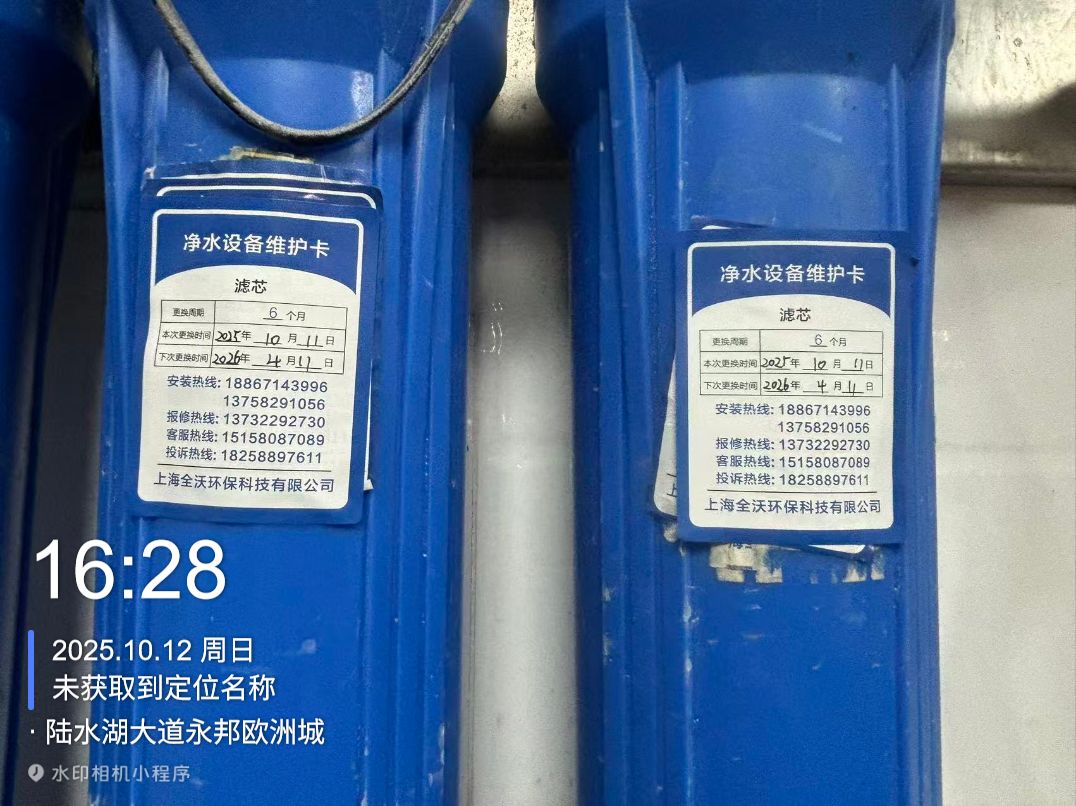 净水设备维护卡
滤芯
更换周期 6 个月
本次更换时间 2025年 10 月 11 日
下次更换时间 2026年 4 月 11 日
安装热线: 18867143996
13758291056
报修热线: 13732292730
客服热线: 15158087089
投诉热线: 18258897611
上海全沃环保科技有限公司
净水设备维护卡
滤芯
更换周期 6 个月
本次更换时间 2025年 10 月 11 日
下次更换时间 2026年 4 月 11 日
安装热线: 18867143996
13758291056
报修热线: 13732292730
客服热线: 15158087089
投诉热线: 18258897611
上海全沃环保科技有限公司
上
16:28
2025.10.12 周日
未获取到定位名称
· 陆水湖大道永邦欧洲城
水印相机小程序